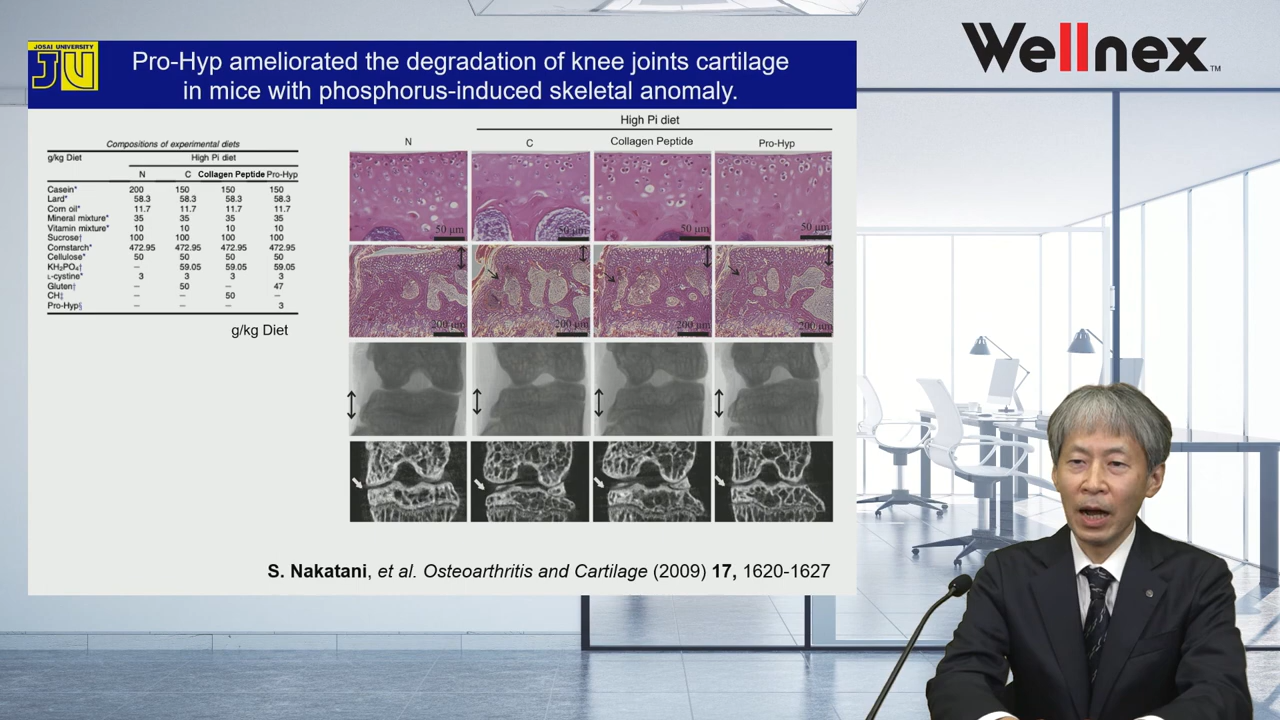 JOSAI UNIVERSITY
JU
Pro-Hyp ameliorated the degradation of knee joints cartilage
in mice with phosphorus-induced skeletal anomaly.
Wellnex™
Compositions of experimental diets
g/kg Diet High Pi diet
N C Collagen Peptide Pro-Hyp
Casein* 200 150 150 150
Lard* 58.3 58.3 58.3 58.3
Corn oil* 11.7 11.7 11.7 11.7
Mineral mixture* 35 35 35 35
Vitamin mixture* 10 10 10 10
Sucrose† 100 100 100 100
Cornstarch* 472.95 472.95 472.95 472.95
Cellulose* 50 50 50 50
KH₂PO₄† – 59.05 59.05 59.05
L-cystine* 3 3 3 3
Gluten† – 50 – 47
CH‡ – – 50 –
Pro-Hyp§ – – – 3
g/kg Diet
High Pi diet
N C Collagen Peptide Pro-Hyp
50 μm 50 μm 50 μm 50 μm
200 μm 200 μm 200 μm 200 μm
S. Nakatani, et al. Osteoarthritis and Cartilage (2009) 17, 1620-1627